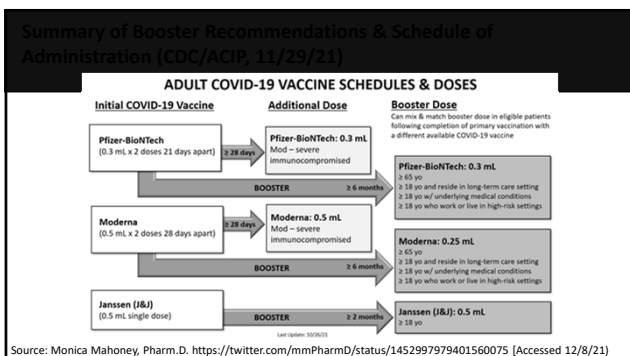 Summary of Booster Recommendations & Schedule of
Administration (CDC/ACIP, 11/29/21)
ADULT COVID-19 VACCINE SCHEDULES & DOSES
Initial COVID-19 Vaccine
Additional Dose
Booster Dose
Can mix & match booster dose in eligible patients
following completion of primary vaccination with
a different available COVID-19 vaccine
Pfizer-BioNTech
(0.3 mL x 2 doses 21 days apart)
≥ 28 days
Pfizer-BioNTech: 0.3 mL
Mod – severe
immunocompromised
BOOSTER
≥ 6 months
Pfizer-BioNTech: 0.3 mL
≥ 65 yo
≥ 18 yo and reside in long-term care setting
≥ 18 yo w/ underlying medical conditions
≥ 18 yo who work or live in high-risk settings
Moderna
(0.5 mL x 2 doses 28 days apart)
≥ 28 days
Moderna: 0.5 mL
Mod – severe
immunocompromised
BOOSTER
≥ 6 months
Moderna: 0.25 mL
≥ 65 yo
≥ 18 yo and reside in long-term care setting
≥ 18 yo w/ underlying medical conditions
≥ 18 yo who work or live in high-risk settings
Janssen (J&J)
(0.5 mL single dose)
BOOSTER
≥ 2 months
Janssen (J&J): 0.5 mL
≥ 18 yo
Last Update: 10/26/21
Source: Monica Mahoney, Pharm.D. https://twitter.com/mmPharmD/status/1452997979401560075 [Accessed 12/8/21)